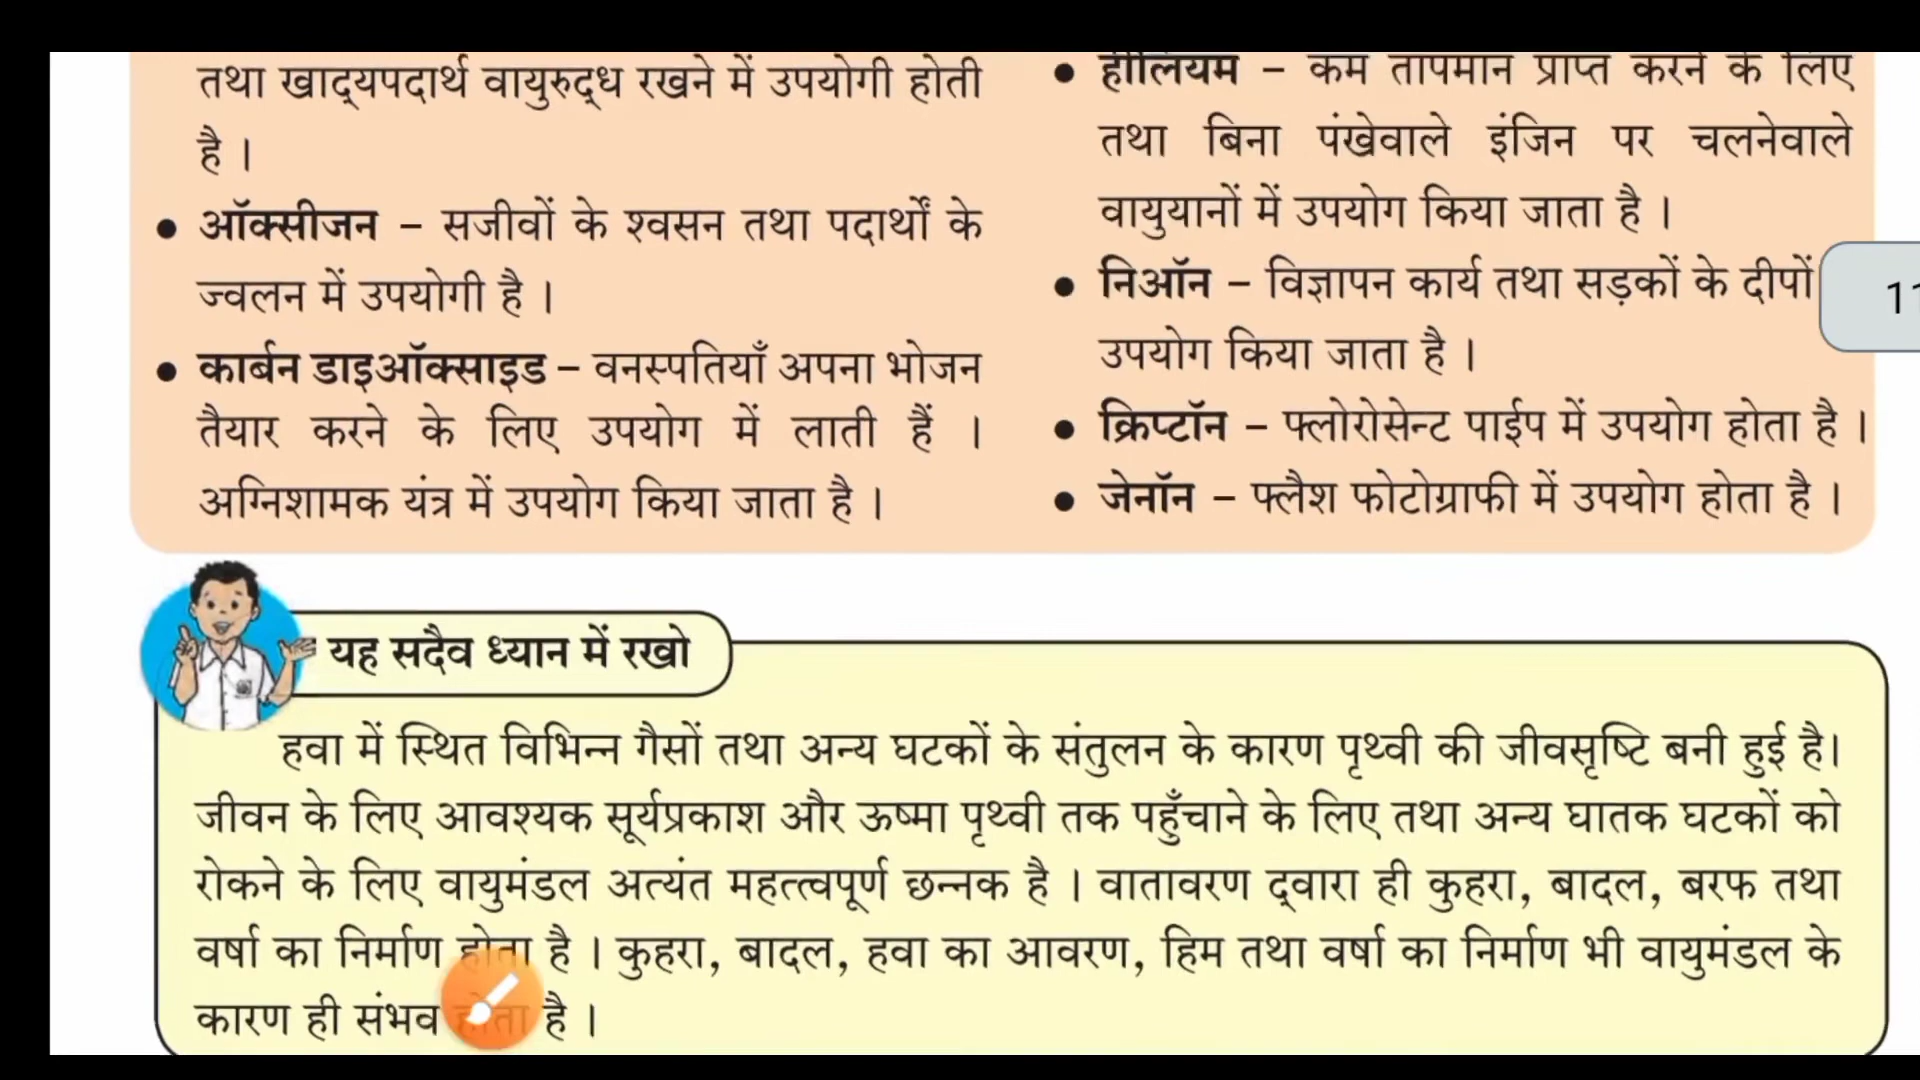 तथा खाद्यपदार्थ वायुरुद्ध रखने में उपयोगी होती
है ।
● ऑक्सीजन – सजीवों के श्वसन तथा पदार्थों के
ज्वलन में उपयोगी है ।
● कार्बन डाइऑक्साइड – वनस्पतियाँ अपना भोजन
तैयार करने के लिए उपयोग में लाती हैं ।
अग्निशामक यंत्र में उपयोग किया जाता है ।
● हीलियम – कम तापमान प्राप्त करने के लिए
तथा बिना पंखेवाले इंजिन पर चलनेवाले
वायुयानों में उपयोग किया जाता है ।
● निऑन – विज्ञापन कार्य तथा सड़कों के दीपों
उपयोग किया जाता है ।
● क्रिप्टॉन – फ्लोरोसेन्ट पाईप में उपयोग होता है ।
● जेनॉन – फ्लैश फोटोग्राफी में उपयोग होता है ।
यह सदैव ध्यान में रखो
हवा में स्थित विभिन्न गैसों तथा अन्य घटकों के संतुलन के कारण पृथ्वी की जीवसृष्टि बनी हुई है।
जीवन के लिए आवश्यक सूर्यप्रकाश और ऊष्मा पृथ्वी तक पहुँचाने के लिए तथा अन्य घातक घटकों को
रोकने के लिए वायुमंडल अत्यंत महत्त्वपूर्ण छन्नक है । वातावरण द्वारा ही कुहरा, बादल, बरफ तथा
वर्षा का निर्माण होता है । कुहरा, बादल, हवा का आवरण, हिम तथा वर्षा का निर्माण भी वायुमंडल के
कारण ही संभव होता है ।